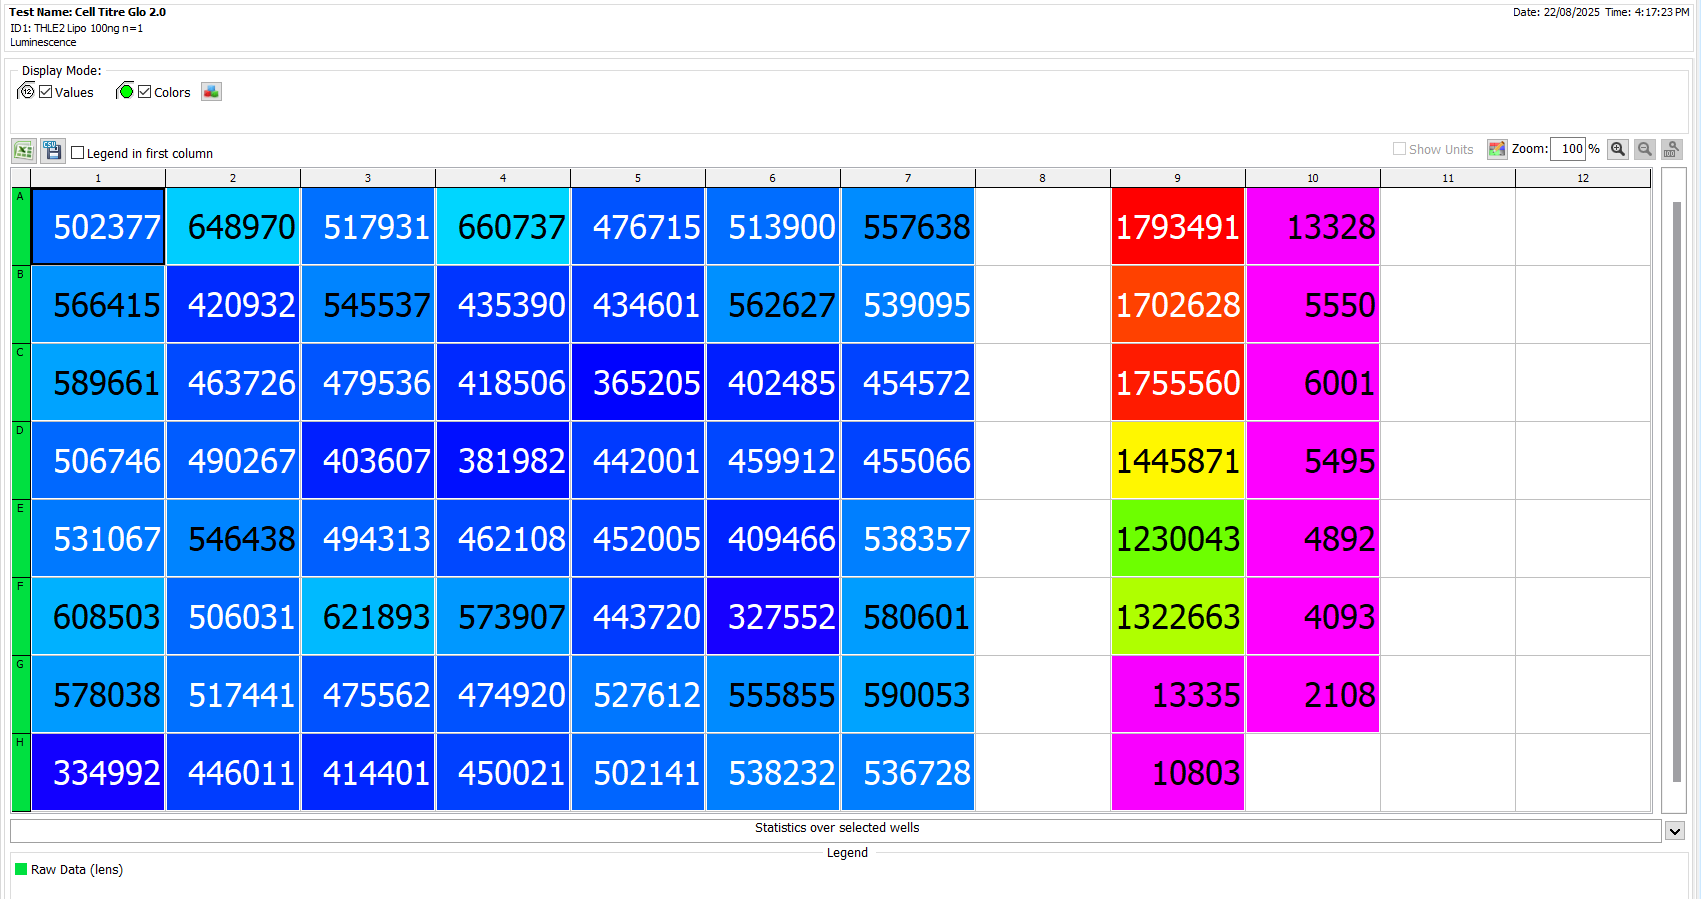 Test Name: Cell Titre Glo 2.0 Date: 22/08/2025 Time: 4:17:23 PM
ID1: THLE2 Lipo 100ng n=1
Luminescence
Display Mode:
Values Colors
Legend in first column Show Units Zoom: 100 %
1 2 3 4 5 6 7 8 9 10 11 12
A 502377 648970 517931 660737 476715 513900 557638 1793491 13328
B 566415 420932 545537 435390 434601 562627 539095 1702628 5550
C 589661 463726 479536 418506 365205 402485 454572 1755560 6001
D 506746 490267 403607 381982 442001 459912 455066 1445871 5495
E 531067 546438 494313 462108 452005 409466 538357 1230043 4892
F 608503 506031 621893 573907 443720 327552 580601 1322663 4093
G 578038 517441 475562 474920 527612 555855 590053 13335 2108
H 334992 446011 414401 450021 502141 538232 536728 10803
Statistics over selected wells
Legend
Raw Data (lens)